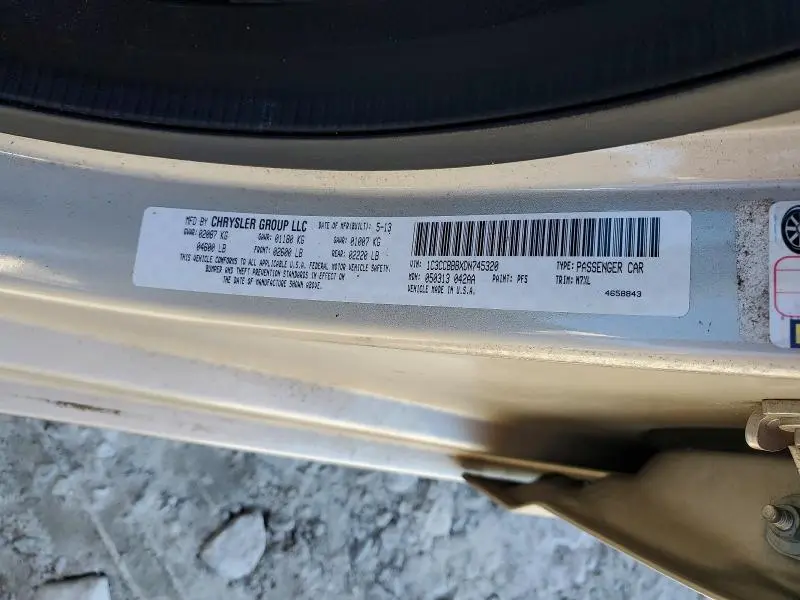 MFD BY CHRYSLER GROUP LLC DATE OF MFR(BUILT): 5-13
GVWR: 02087 KG GAWR: 01180 KG GAWR: 01007 KG
04600 LB FRONT: 02600 LB REAR: 02220 LB
THIS VEHICLE CONFORMS TO ALL APPLICABLE U.S.A. FEDERAL MOTOR VEHICLE SAFETY,
BUMPER AND THEFT PREVENTION STANDARDS IN EFFECT ON
THE DATE OF MANUFACTURE SHOWN ABOVE.
VIN: 1C3CCBBBXDN745320 TYPE: PASSENGER CAR
MDH: 050313 042AA PAINT: PFS TRIM: M7XL
VEHICLE MADE IN U.S.A. 4658843